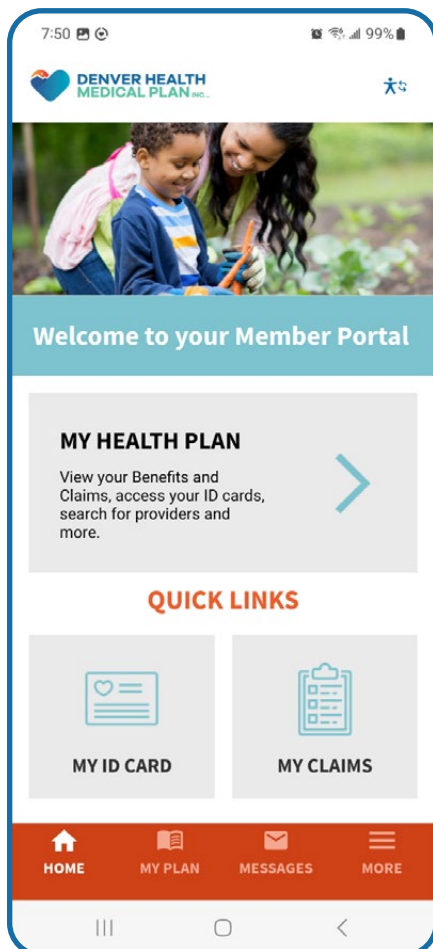 7:50
99%
DENVER HEALTH
MEDICAL PLAN INC.
Welcome to your Member Portal
MY HEALTH PLAN
View your Benefits and
Claims, access your ID cards,
search for providers and
more.
QUICK LINKS
MY ID CARD
MY CLAIMS
HOME
MY PLAN
MESSAGES
MORE